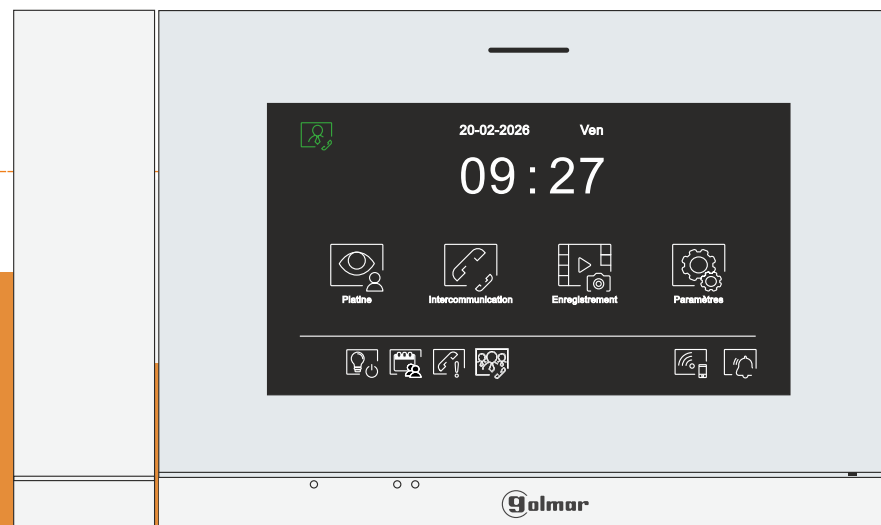 20-02-2026 Ven
09:27
Platine Intercommunication Enregistrement Paramètres
golmar